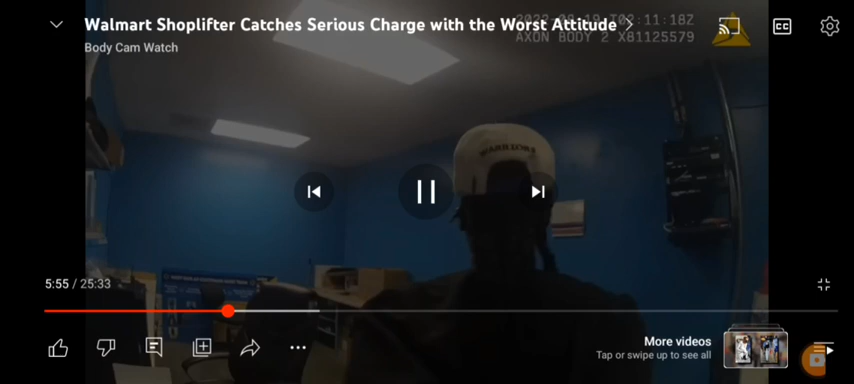 Walmart Shoplifter Catches Serious Charge with the Worst Attitude
Body Cam Watch
AXON BODY 2 X81125579
WARRIORS
5:55 / 25:33
More videos
Tap or swipe up to see all
CC